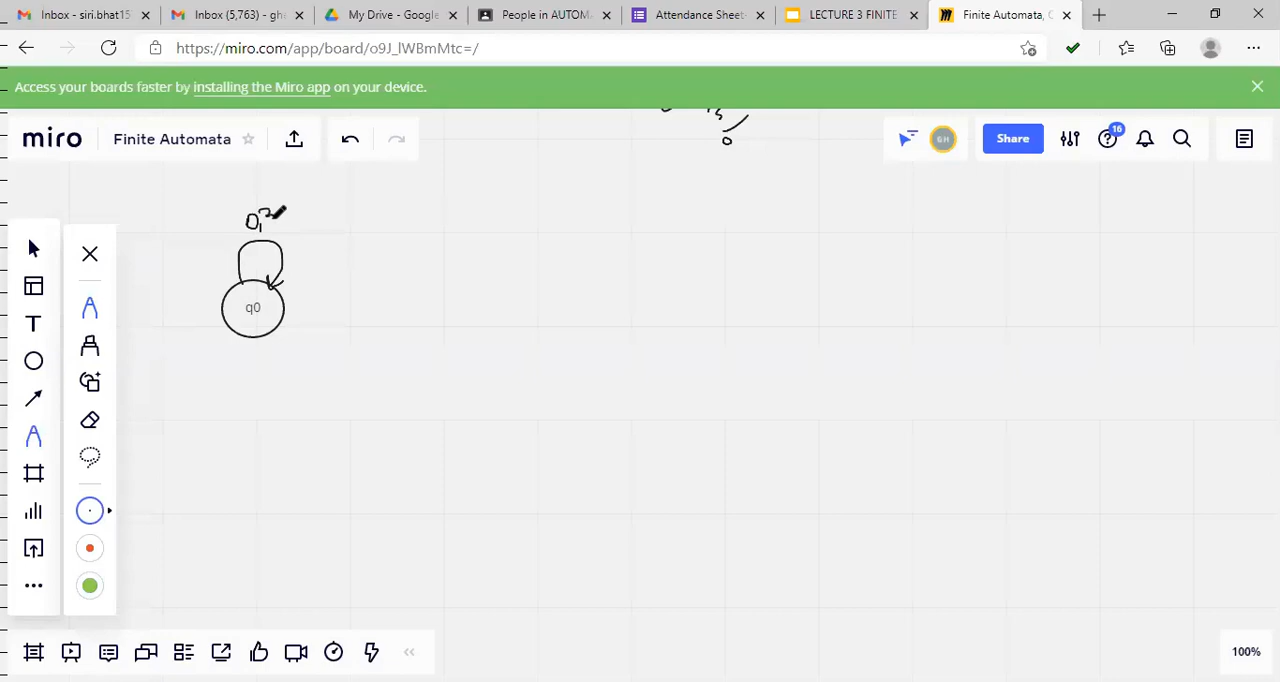 Inbox - siri.bhat15
Inbox (5,763) - ghe
My Drive - Google
People in AUTOM
Attendance Sheet-
LECTURE 3 FINITE
Finite Automata, C
https://miro.com/app/board/o9J_lWBmMtc=/
Access your boards faster by installing the Miro app on your device.
miro
Finite Automata
GH
Share
16
q0
100%